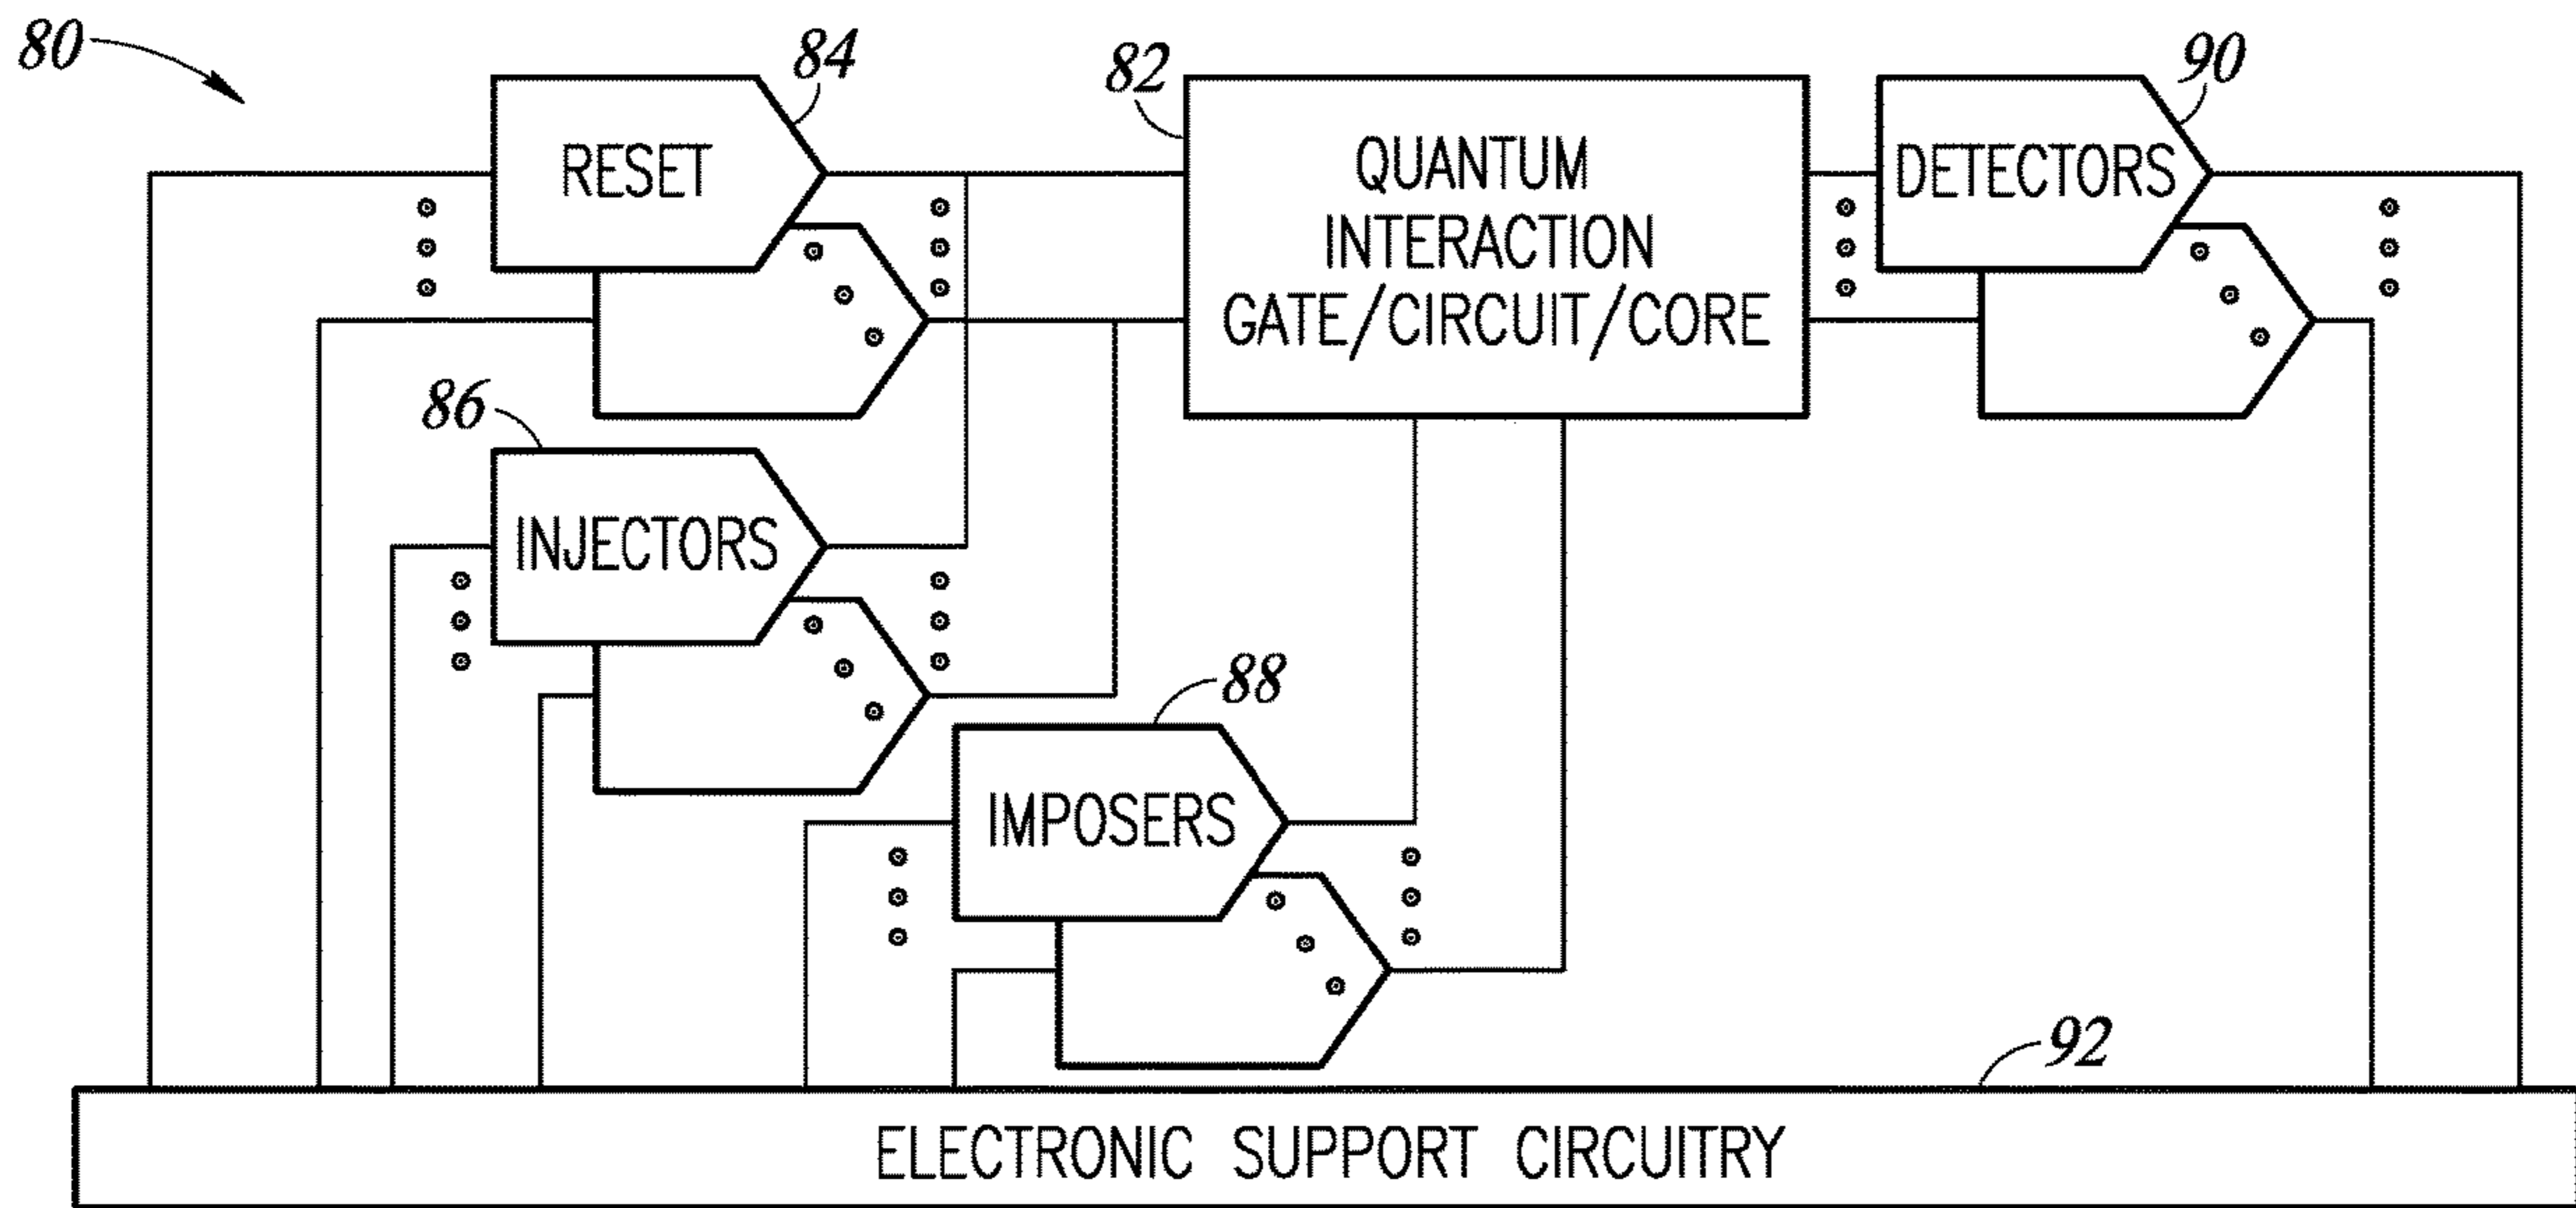 80
84
82
90
RESET
QUANTUM
INTERACTION
GATE/CIRCUIT/CORE
DETECTORS
86
INJECTORS
88
IMPOSERS
92
ELECTRONIC SUPPORT CIRCUITRY